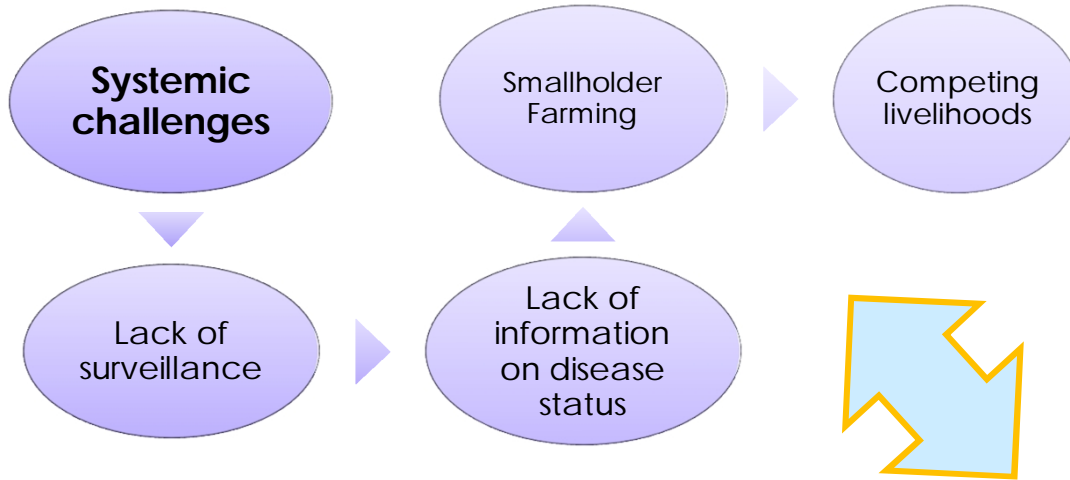 Systemic
challenges
Lack of
surveillance
Lack of
information
on disease
status
Smallholder
Farming
Competing
livelihoods